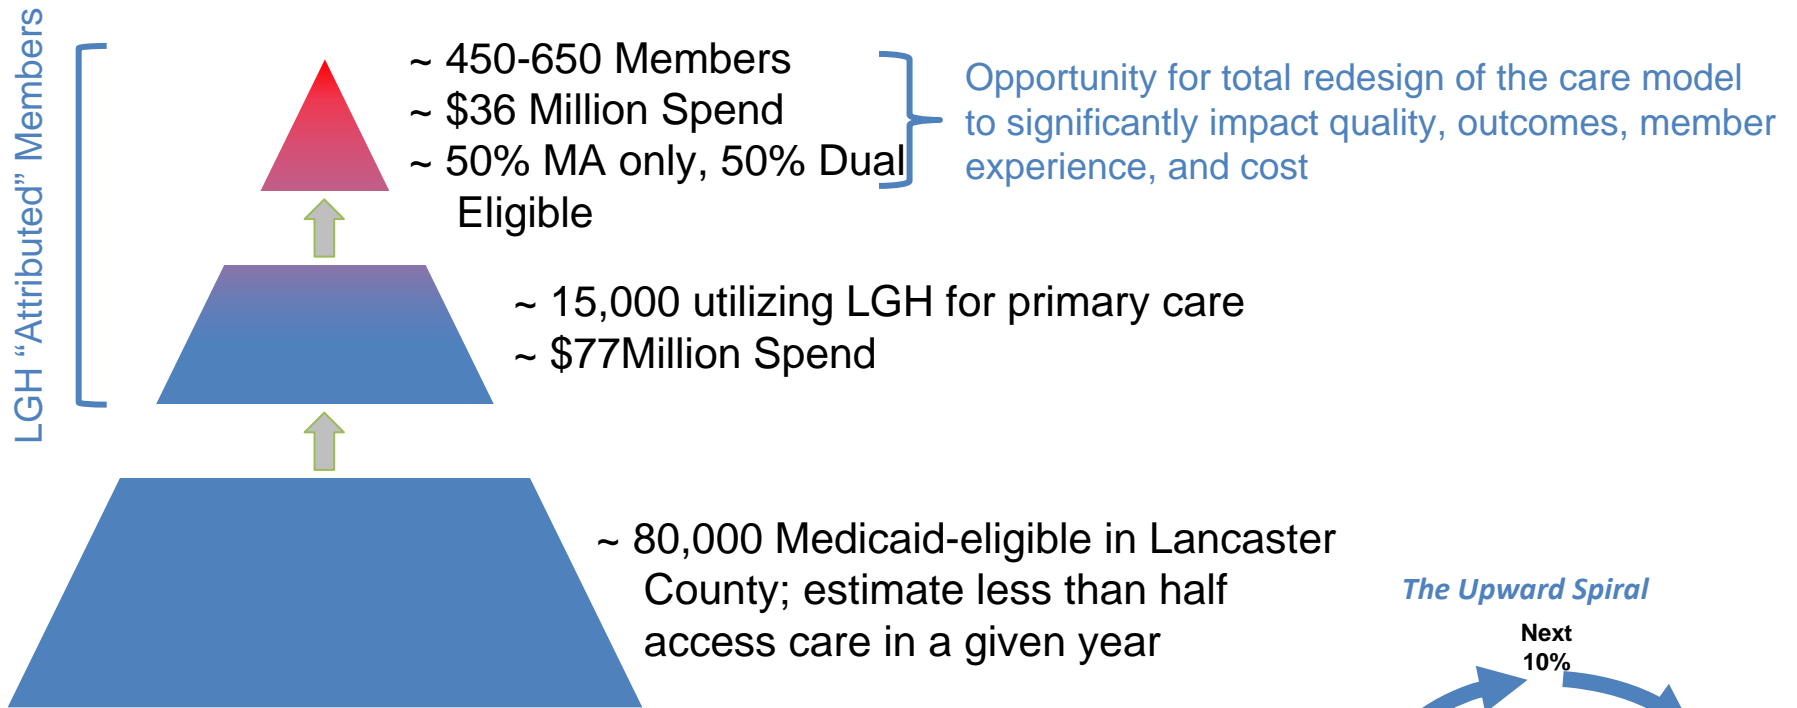 LGH “Attributed” Members
~ 450-650 Members
~ $36 Million Spend
~ 50% MA only, 50% Dual
Eligible
Opportunity for total redesign of the care model
to significantly impact quality, outcomes, member
experience, and cost
~ 15,000 utilizing LGH for primary care
~ $77Million Spend
~ 80,000 Medicaid-eligible in Lancaster
County; estimate less than half
access care in a given year
The Upward Spiral
Next
10%